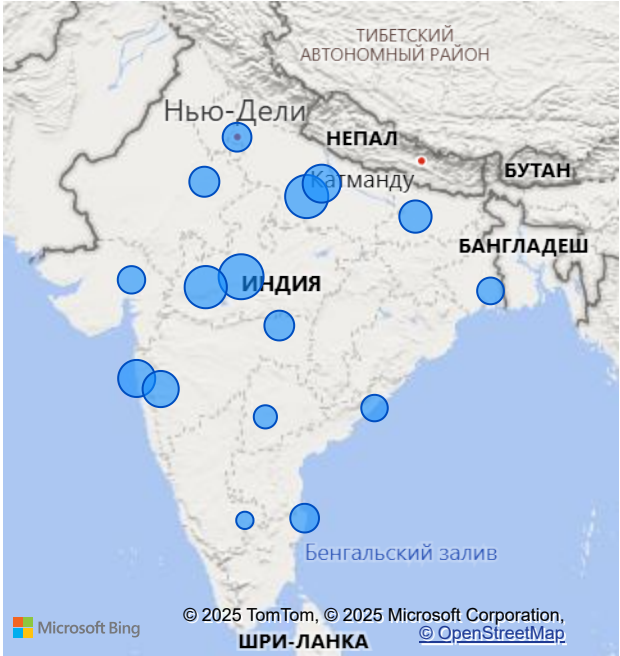 ТИБЕТСКИЙ
АВТОНОМНЫЙ РАЙОН
Нью-Дели
НЕПАЛ
БУТАН
Катманду
БАНГЛАДЕШ
ИНДИЯ
Бенгальский залив
© 2025 TomTom, © 2025 Microsoft Corporation,
Microsoft Bing
© OpenStreetMap
ШРИ-ЛАНКА